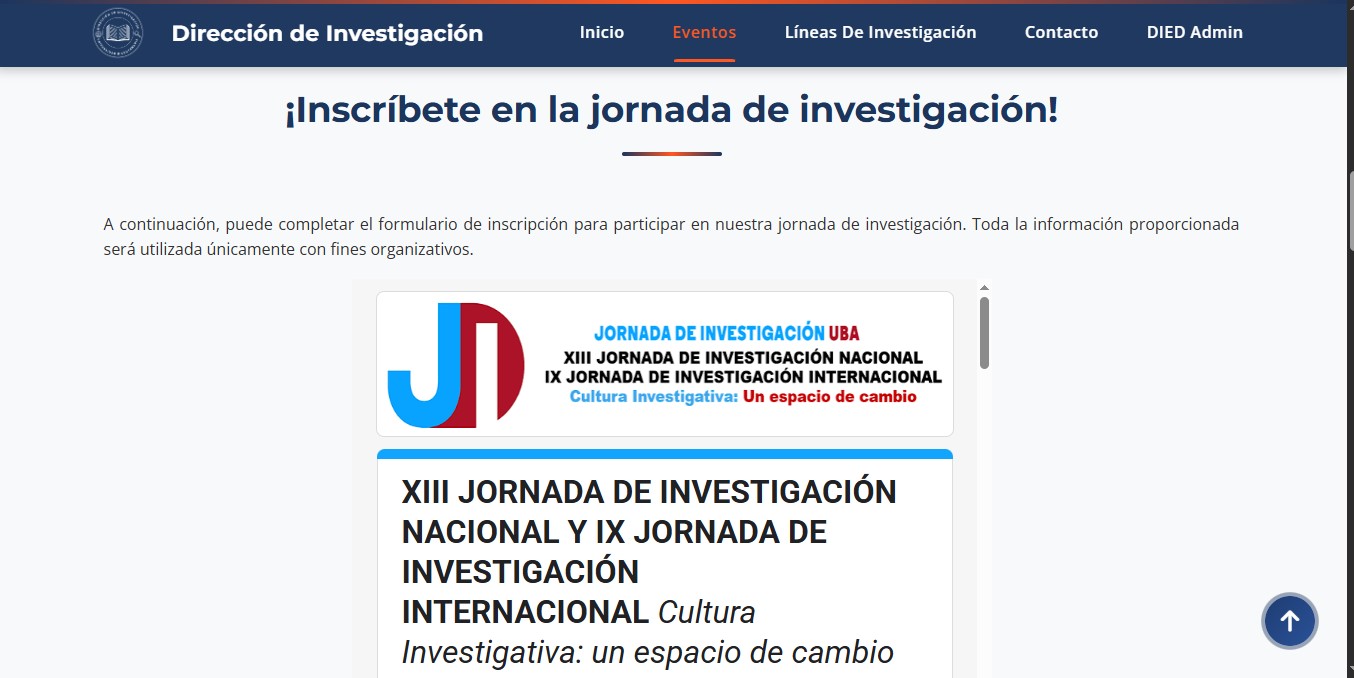 Dirección de Investigación
Inicio
Eventos
Líneas De Investigación
Contacto
DIED Admin
¡Inscríbete en la jornada de investigación!
A continuación, puede completar el formulario de inscripción para participar en nuestra jornada de investigación. Toda la información proporcionada
será utilizada únicamente con fines organizativos.
JORNADA DE INVESTIGACIÓN UBA
XIII JORNADA DE INVESTIGACIÓN NACIONAL
IX JORNADA DE INVESTIGACIÓN INTERNACIONAL
Cultura Investigativa: Un espacio de cambio
XIII JORNADA DE INVESTIGACIÓN
NACIONAL Y IX JORNADA DE
INVESTIGACIÓN
INTERNACIONAL Cultura
Investigativa: un espacio de cambio